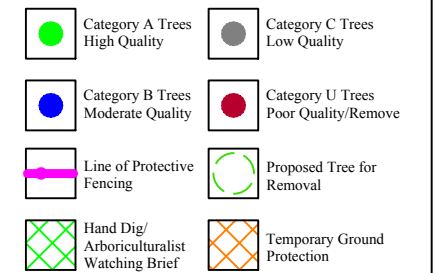 Category A Trees
High Quality
Category C Trees
Low Quality
Category B Trees
Moderate Quality
Category U Trees
Poor Quality/Remove
Line of Protective
Fencing
Proposed Tree for
Removal
Hand Dig/
Arboriculturalist
Watching Brief
Temporary Ground
Protection